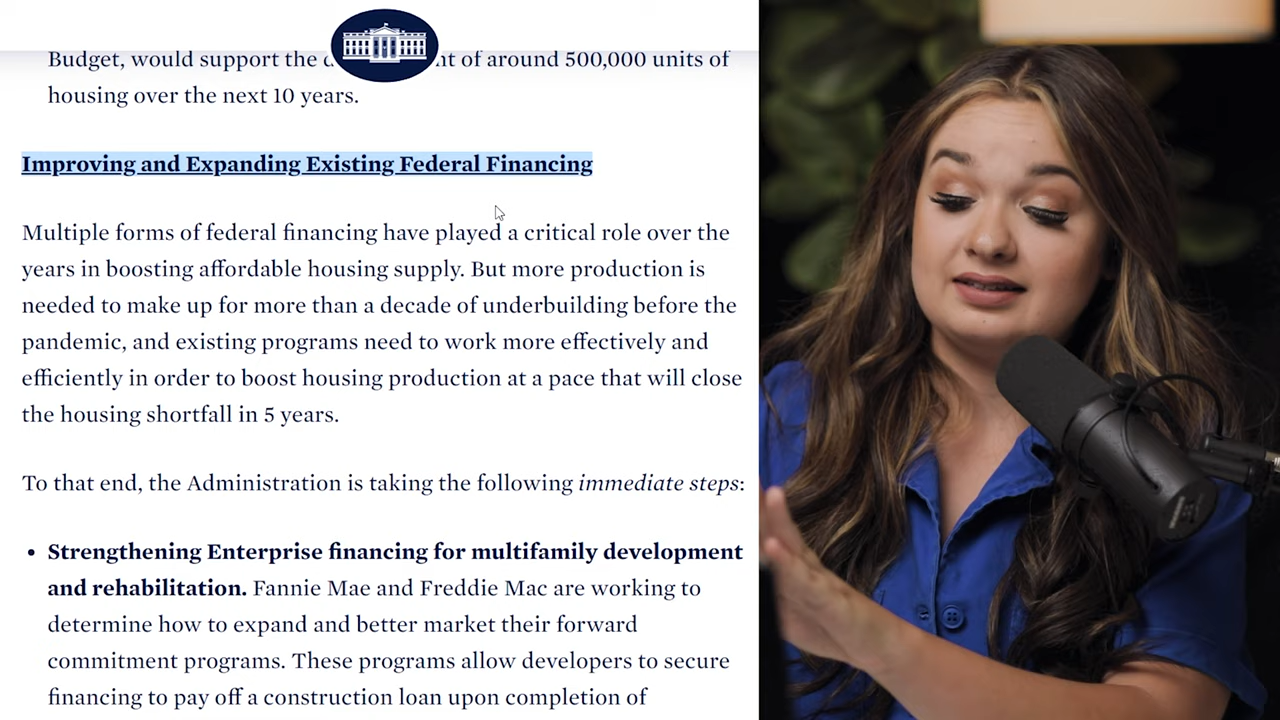 Budget, would support the nt of around 500,000 units of
housing over the next 10 years.
Improving and Expanding Existing Federal Financing
Multiple forms of federal financing have played a critical role over the
years in boosting affordable housing supply. But more production is
needed to make up for more than a decade of underbuilding before the
pandemic, and existing programs need to work more effectively and
efficiently in order to boost housing production at a pace that will close
the housing shortfall in 5 years.
To that end, the Administration is taking the following immediate steps:
• Strengthening Enterprise financing for multifamily development
and rehabilitation. Fannie Mae and Freddie Mac are working to
determine how to expand and better market their forward
commitment programs. These programs allow developers to secure
financing to pay off a construction loan upon completion of